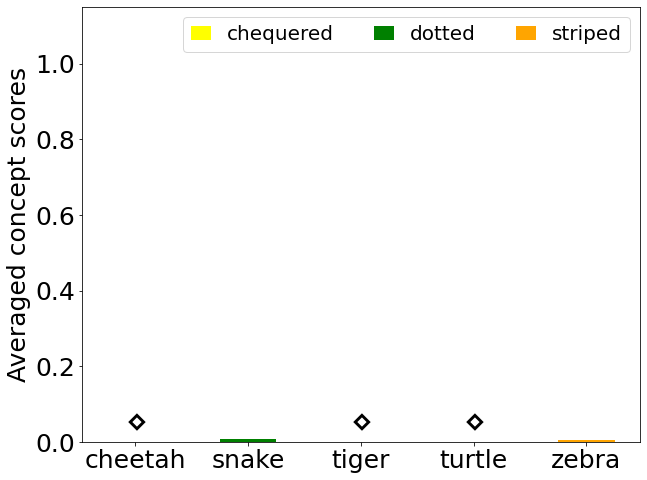 chequered dotted striped
1.0
0.8
0.6
0.4
0.2
0.0
Averaged concept scores
cheetah snake tiger turtle zebra